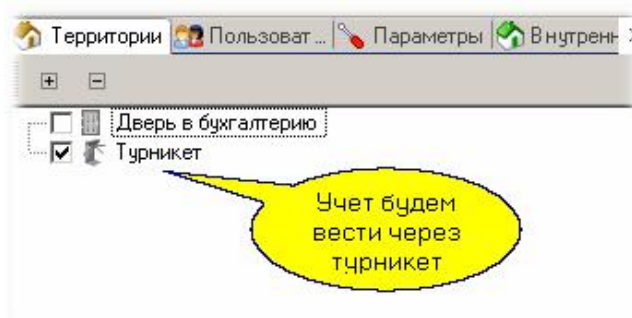 Территории Пользоват ... Параметры Внутренн
Дверь в бухгалтерию
Турникет
Учет будем
вести через
турникет